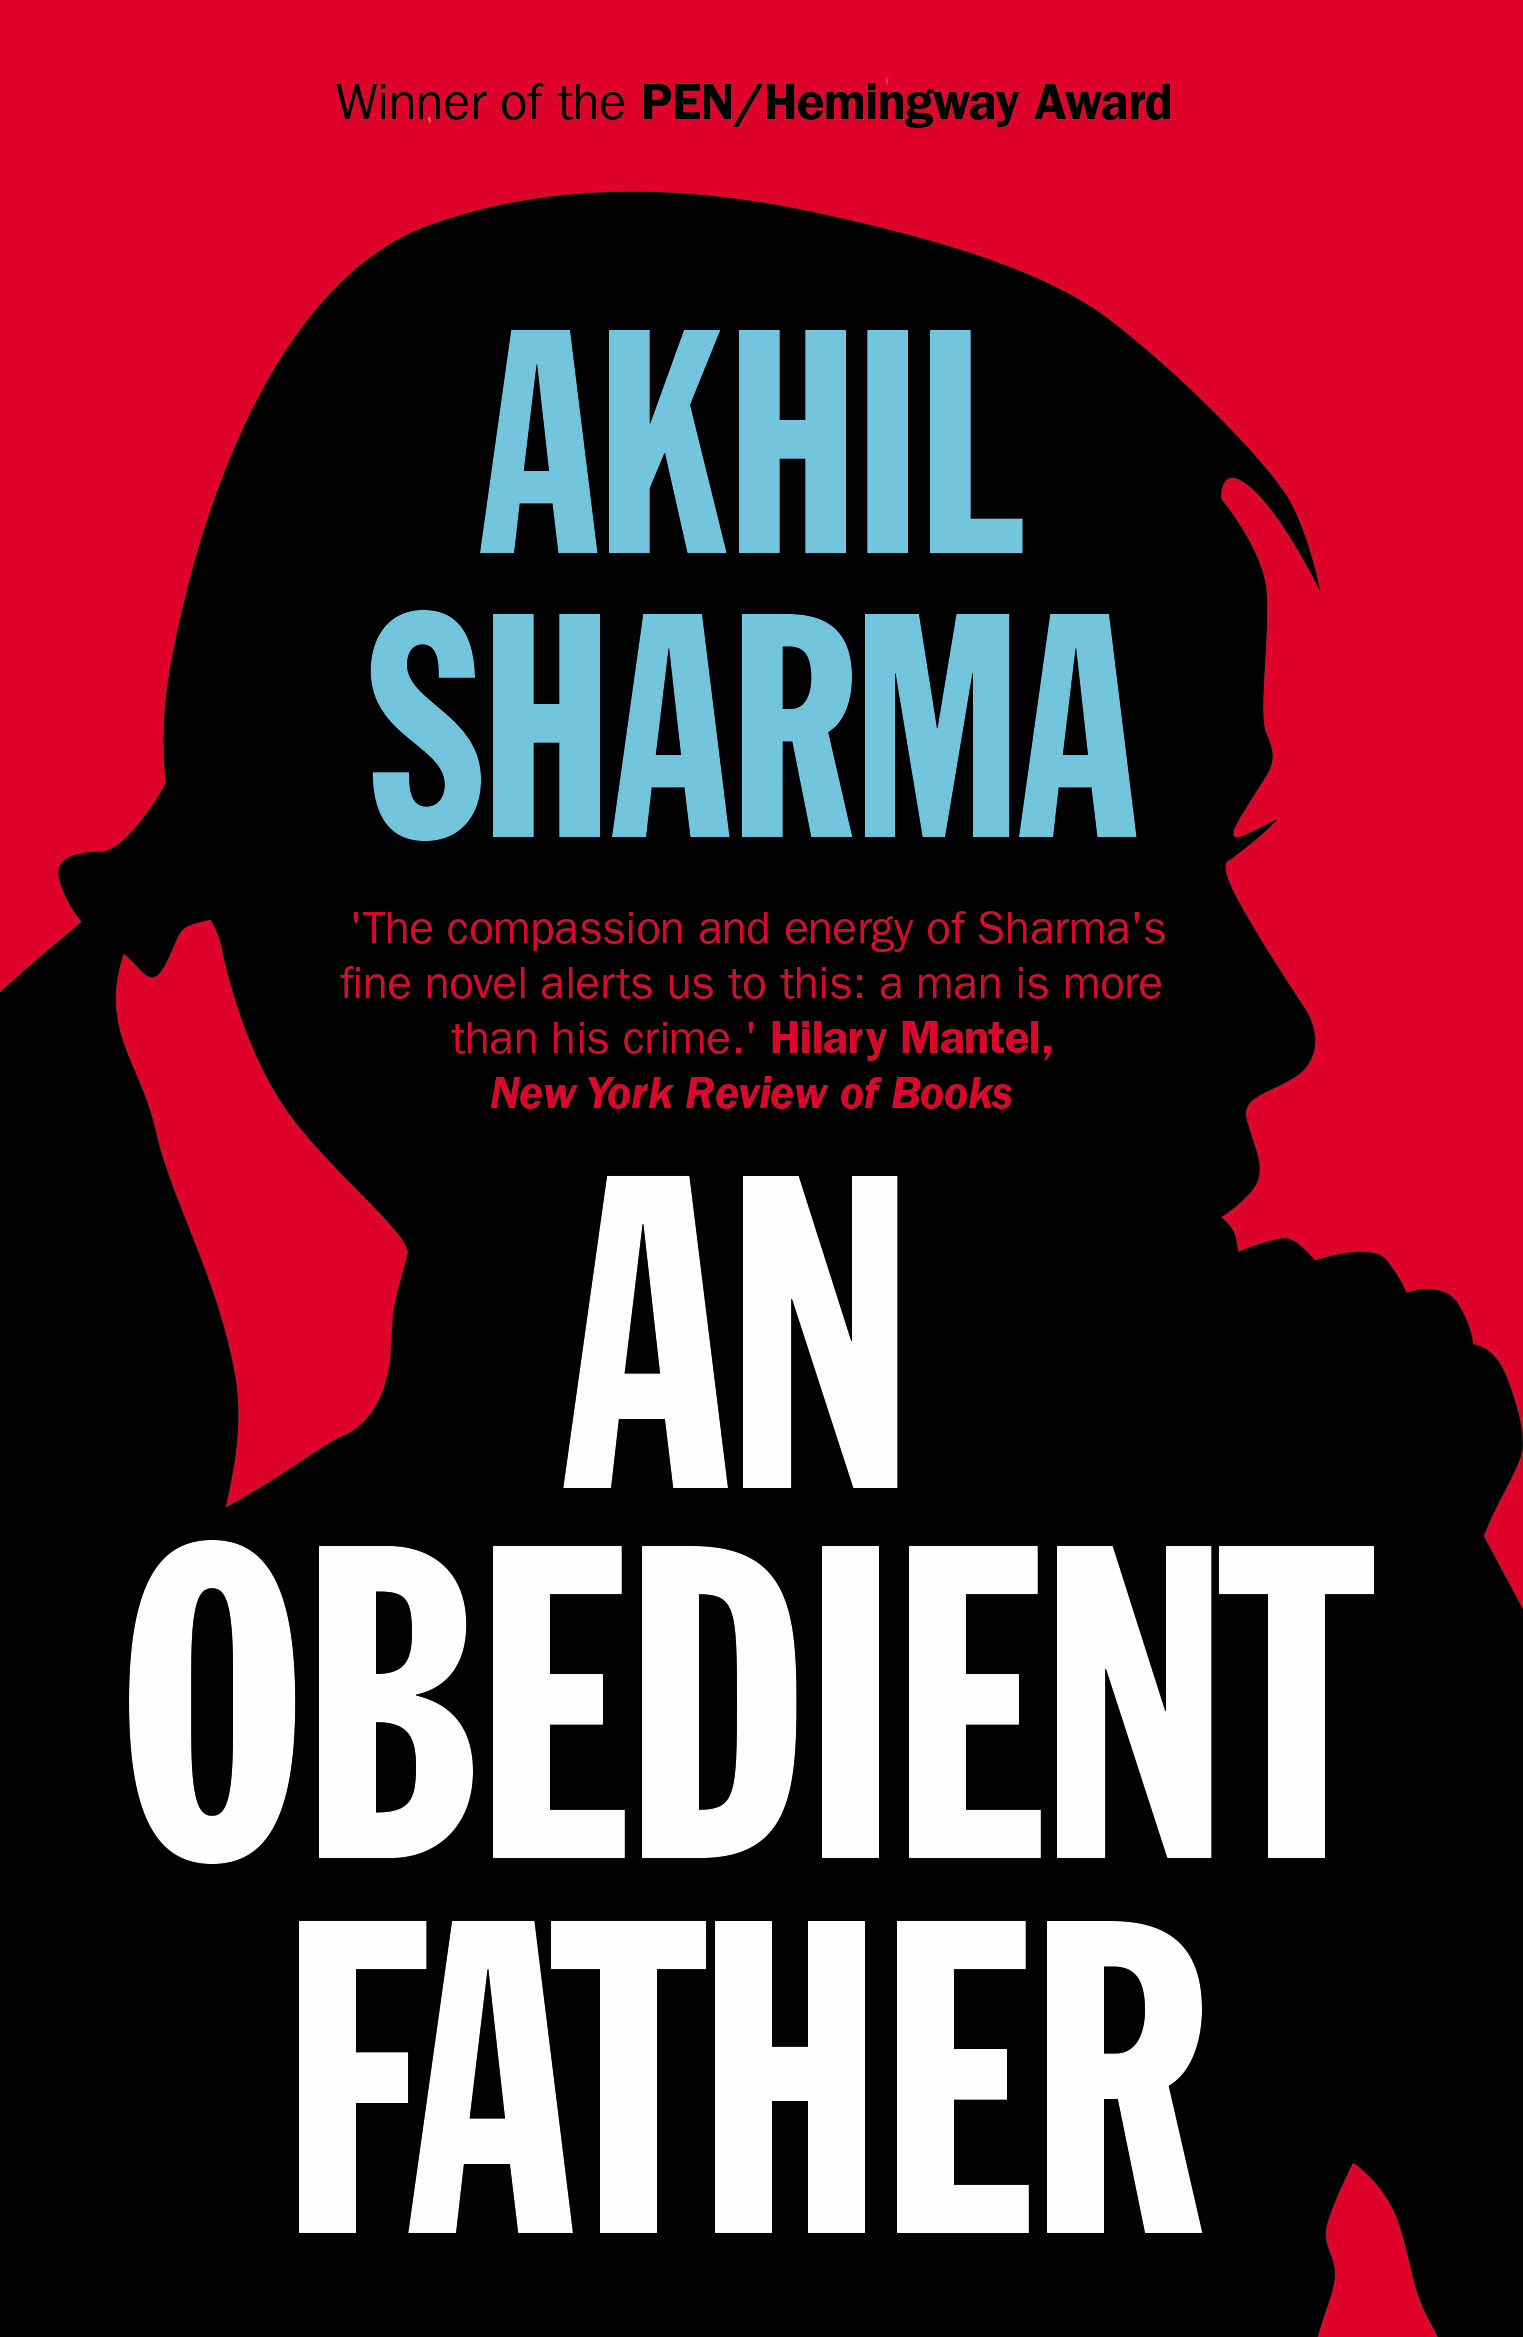 Winner of the PEN/Hemingway Award
AKHIL
SHARMA
'The compassion and energy of Sharma's
fine novel alerts us to this: a man is more
than his crime.' Hilary Mantel,
New York Review of Books
AN
OBEDIENT
FATHER